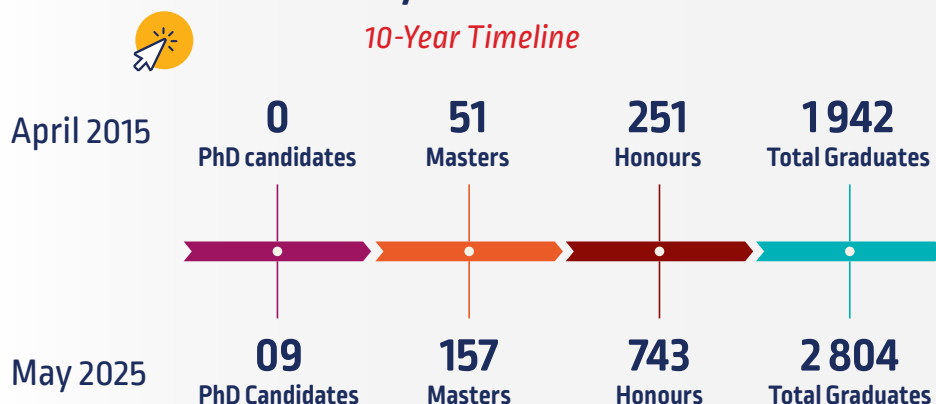 10-Year Timeline
April 2015
0
PhD candidates
51
Masters
251
Honours
1 942
Total Graduates
May 2025
09
PhD Candidates
157
Masters
743
Honours
2 804
Total Graduates